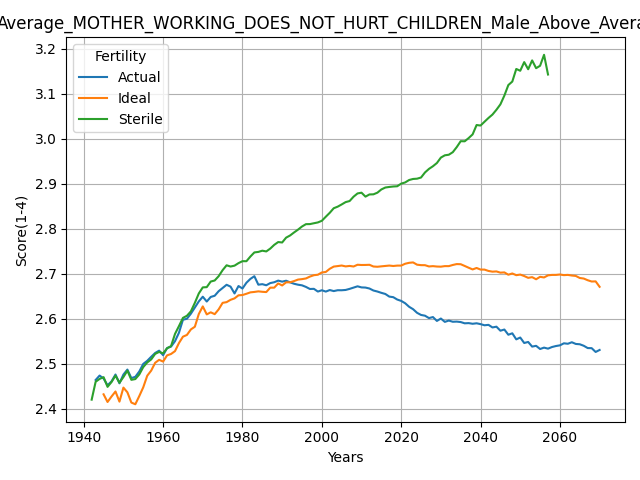 Average_MOTHER_WORKING_DOES_NOT_HURT_CHILDREN_Male_Above_Avera
Fertility
Actual
Ideal
Sterile
3.2
3.1
3.0
2.9
2.8
2.7
2.6
2.5
2.4
Score(1-4)
1940 1960 1980 2000 2020 2040 2060
Years